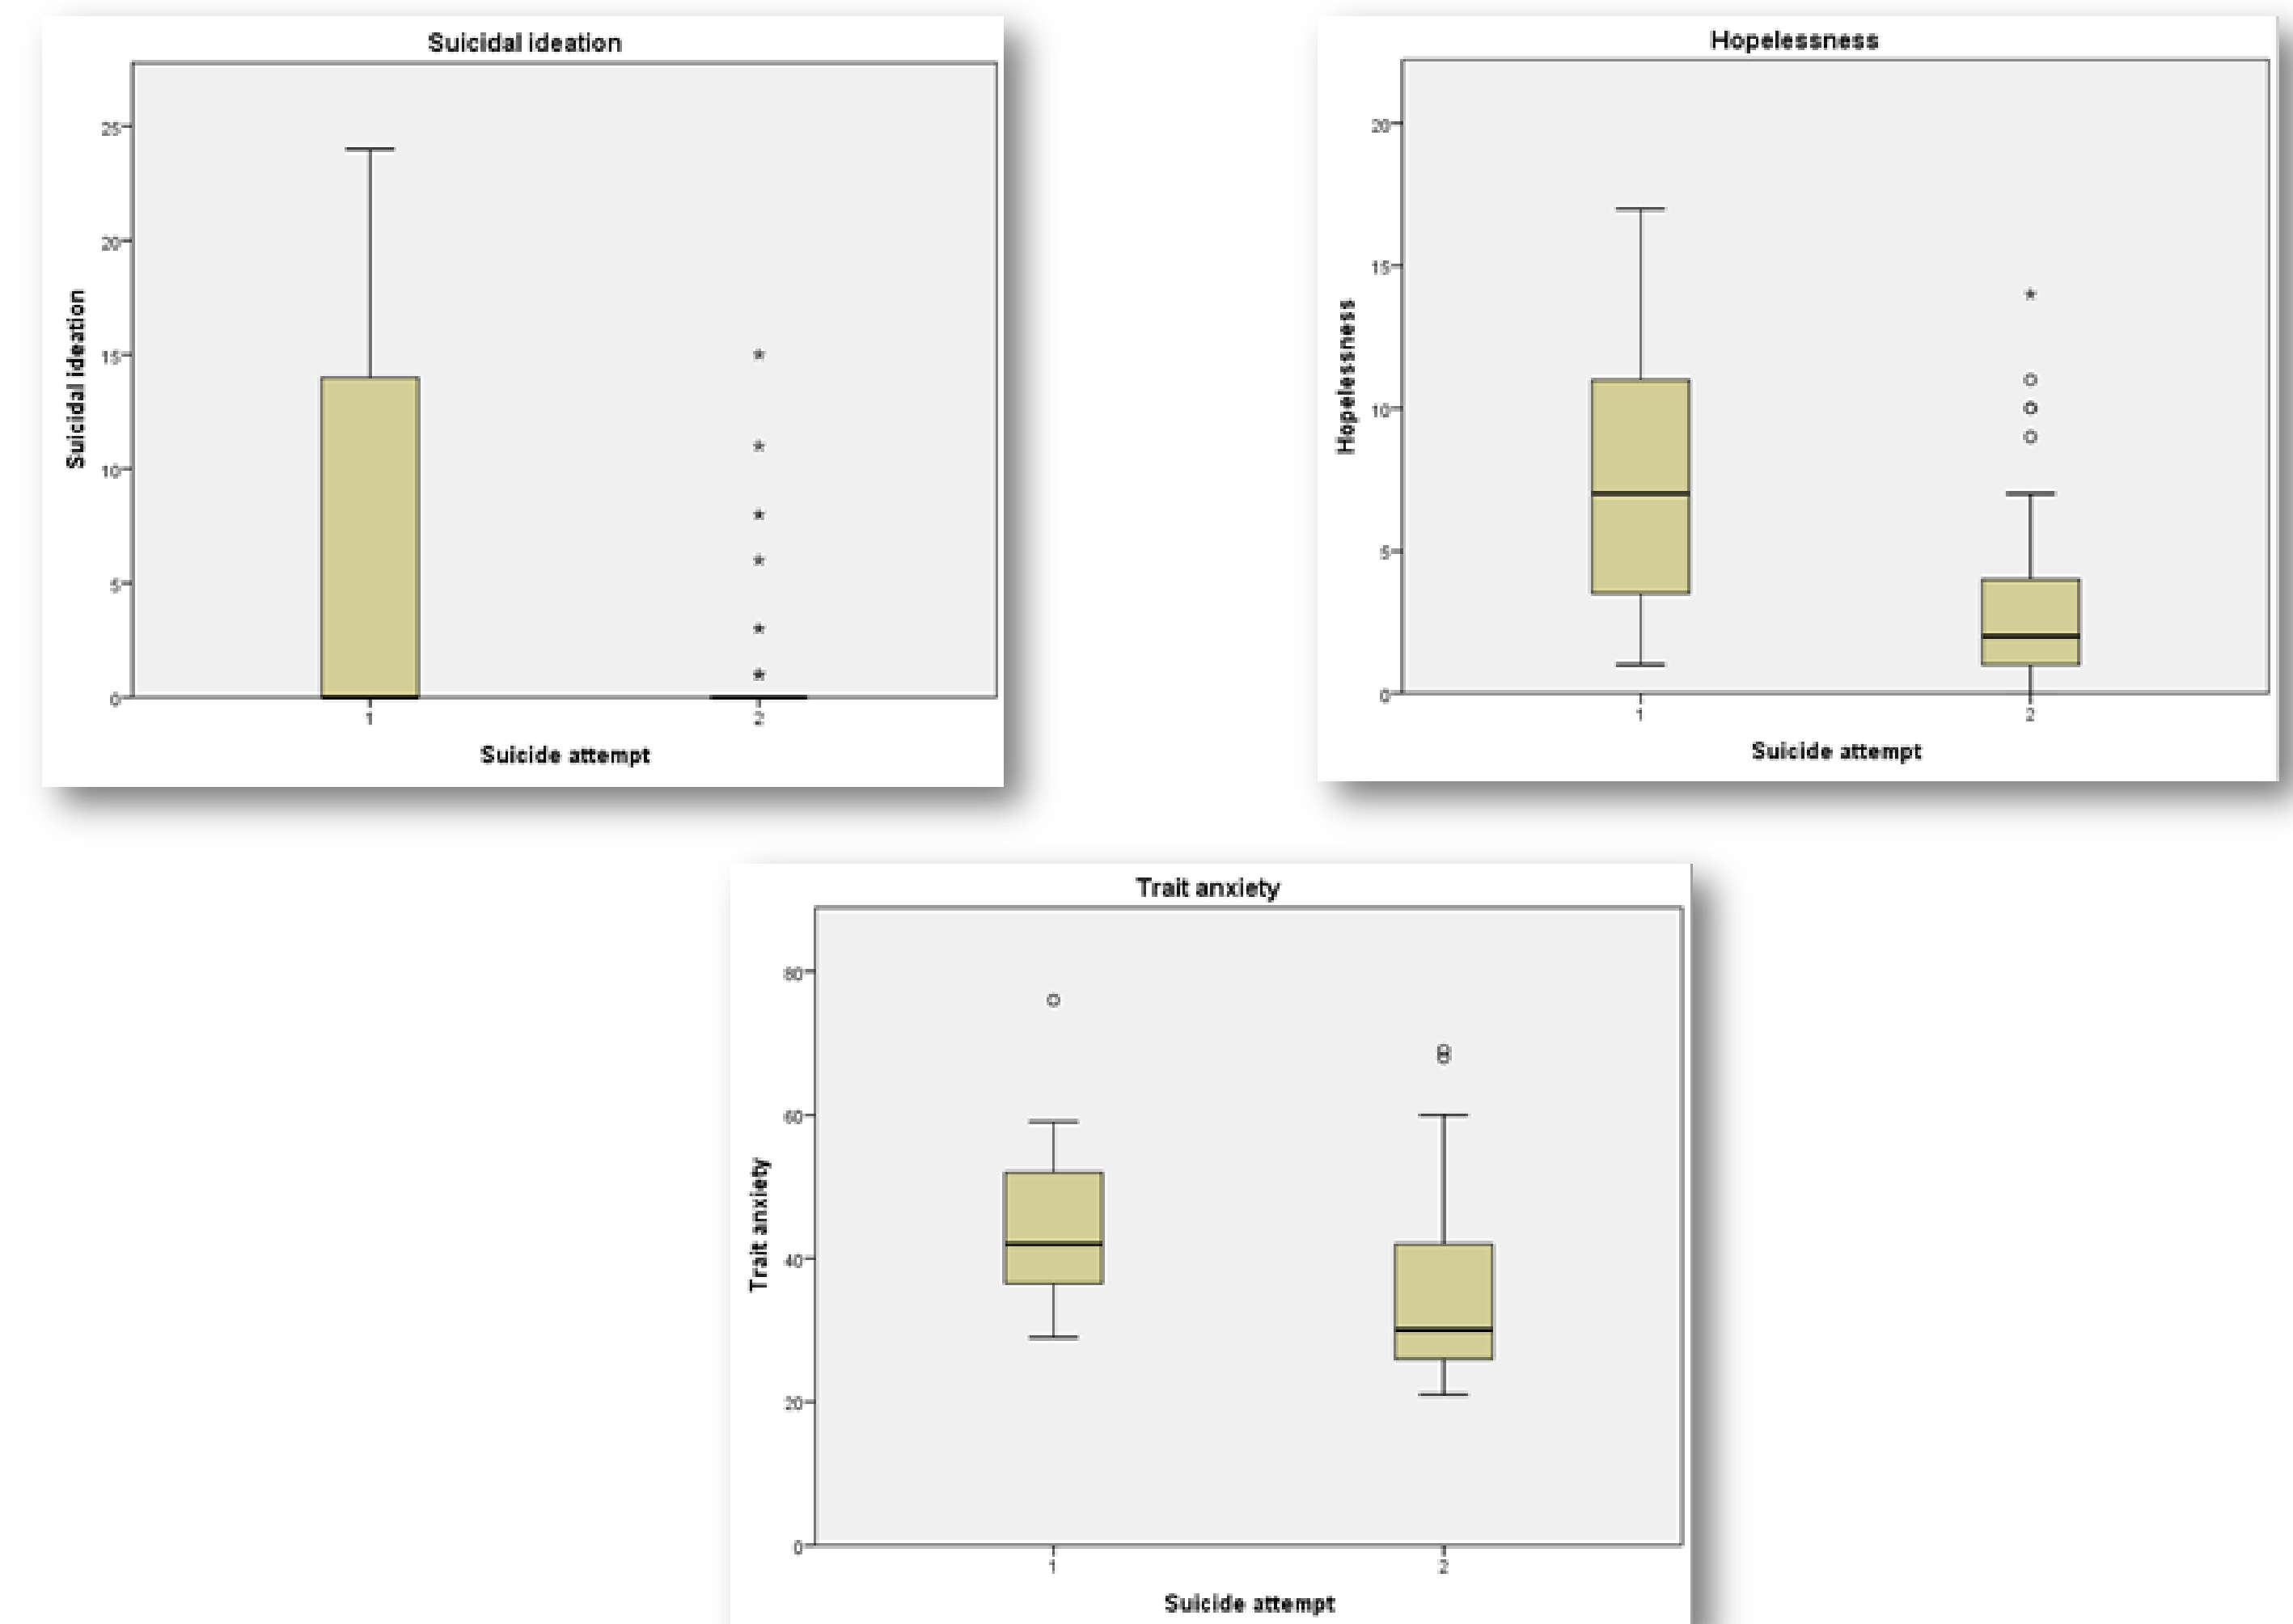 Suicidal ideation
Suicidal ideation
25
20
15
10
5
0
1 2
Suicide attempt
Hopelessness
Hopelessness
20
15
10
5
0
1 2
Suicide attempt
Trait anxiety
Trait anxiety
80
60
40
20
0
1 2
Suicide attempt